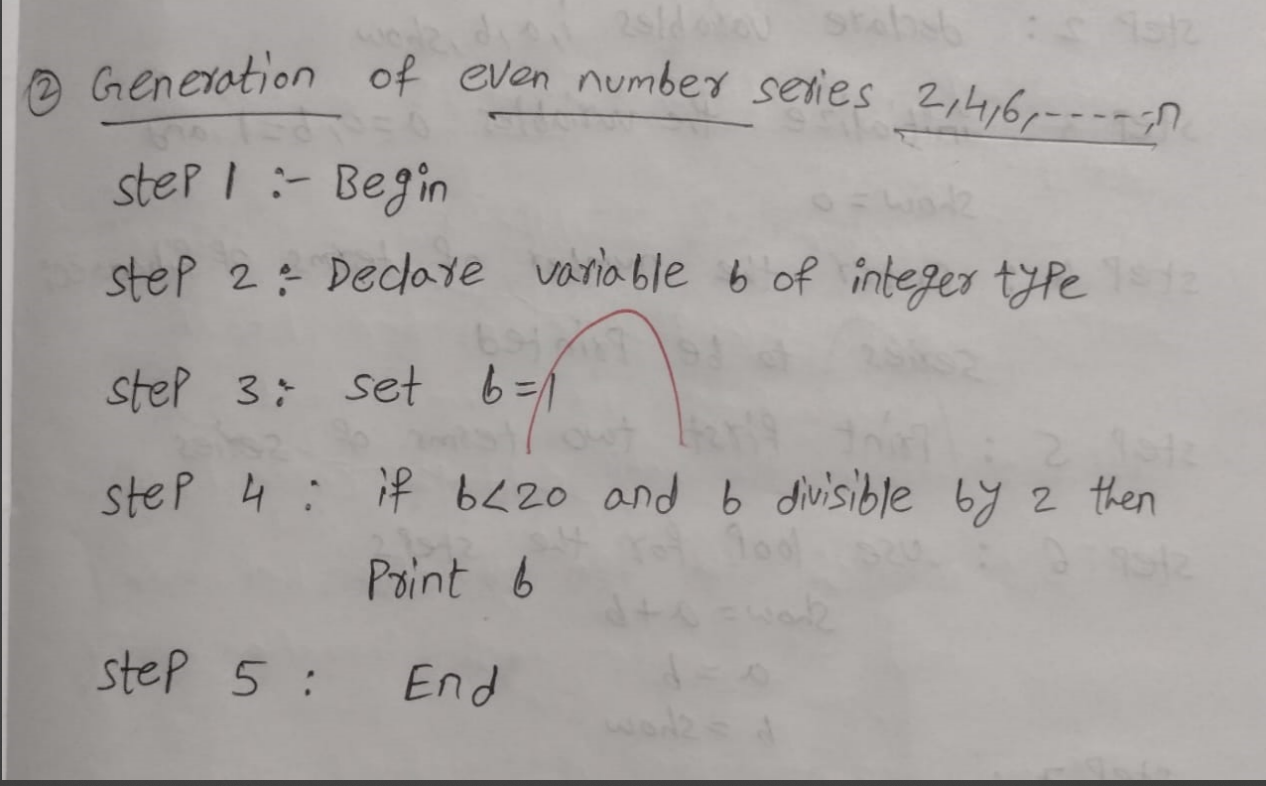 ② Generation of even number series 2,4,6,-----,n
step 1 :- Begin
step 2 :- Declare variable b of integer type
step 3 :- set b=1
step 4 : if b<20 and b divisible by 2 then
Print b
step 5 : End